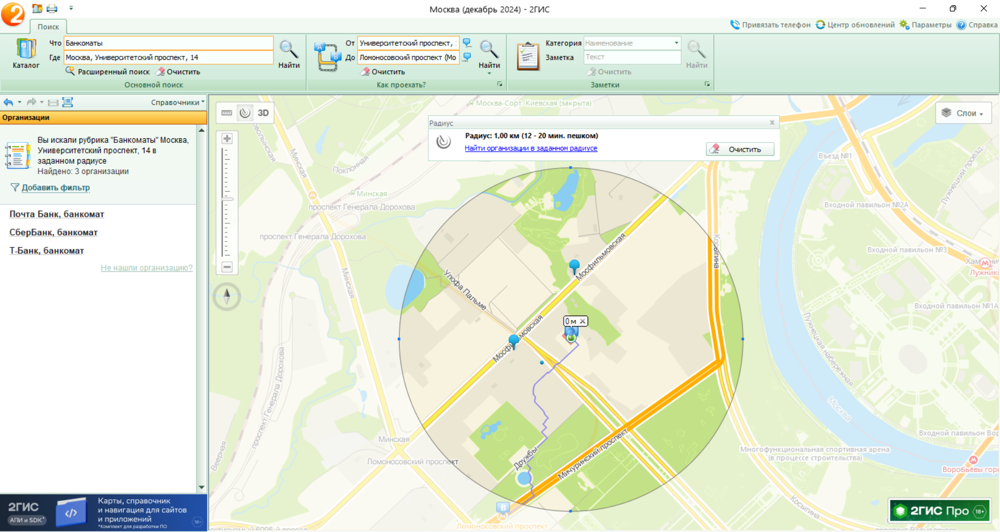 Москва (декабрь 2024) - 2ГИС
Поиск
Привязать телефон
Центр обновлений
Параметры
Справка
Каталог
Что
Банкоматы
Где
Москва, Университетский проспект, 14
Расширенный поиск
Очистить
Найти
Основной поиск
A
B
От
Университетский проспект,
До
Ломоносовский проспект (Мо
Очистить
Найти
Как проехать?
Категория
Наименование
Заметка
Текст
Очистить
Найти
Заметки
Справочники
Организации
Вы искали рубрика "Банкоматы" Москва,
Университетский проспект, 14 в
заданном радиусе
Найдено: 3 организации
Добавить фильтр
Почта Банк, банкомат
СберБанк, банкомат
Т-Банк, банкомат
Не нашли организацию?
2ГИС
АПИ и SDK*
Карты, справочник
и навигация для сайтов
и приложений
*Комплект для разработки ПО
18+
3D
Слои
Радиус
Радиус: 1,00 км (12 - 20 мин. пешком)
Найти организации в заданном радиусе
Очистить
Москва-Сорт.-Киевская (закрыта)
Минская
Поклонная
Минская
проспект Генерала Дорохова
проспект Генерала Дорохова
Минская
Улофа Пальме
Мосфильмовская
Мосфильмовская
Мосфильмовская
Косыгина
0 м
проспект Генерала Дорохова
Минская
Веерная
Ломоносовский проспект
Дружбы
Мичуринский проспект
B
Ломоносовский проспект
Въезд №1
Лужнецкий проезд
Входной павильон №2А
Входной павильон №3
Лужники
Входной павильон №1А
Лужнецкая набережная
Москва
Входной павильон Вор
Многофункциональная спортивная арена
(в процессе строительства)
Воробьёвы гор
Косыгина
2ГИС Про
18+